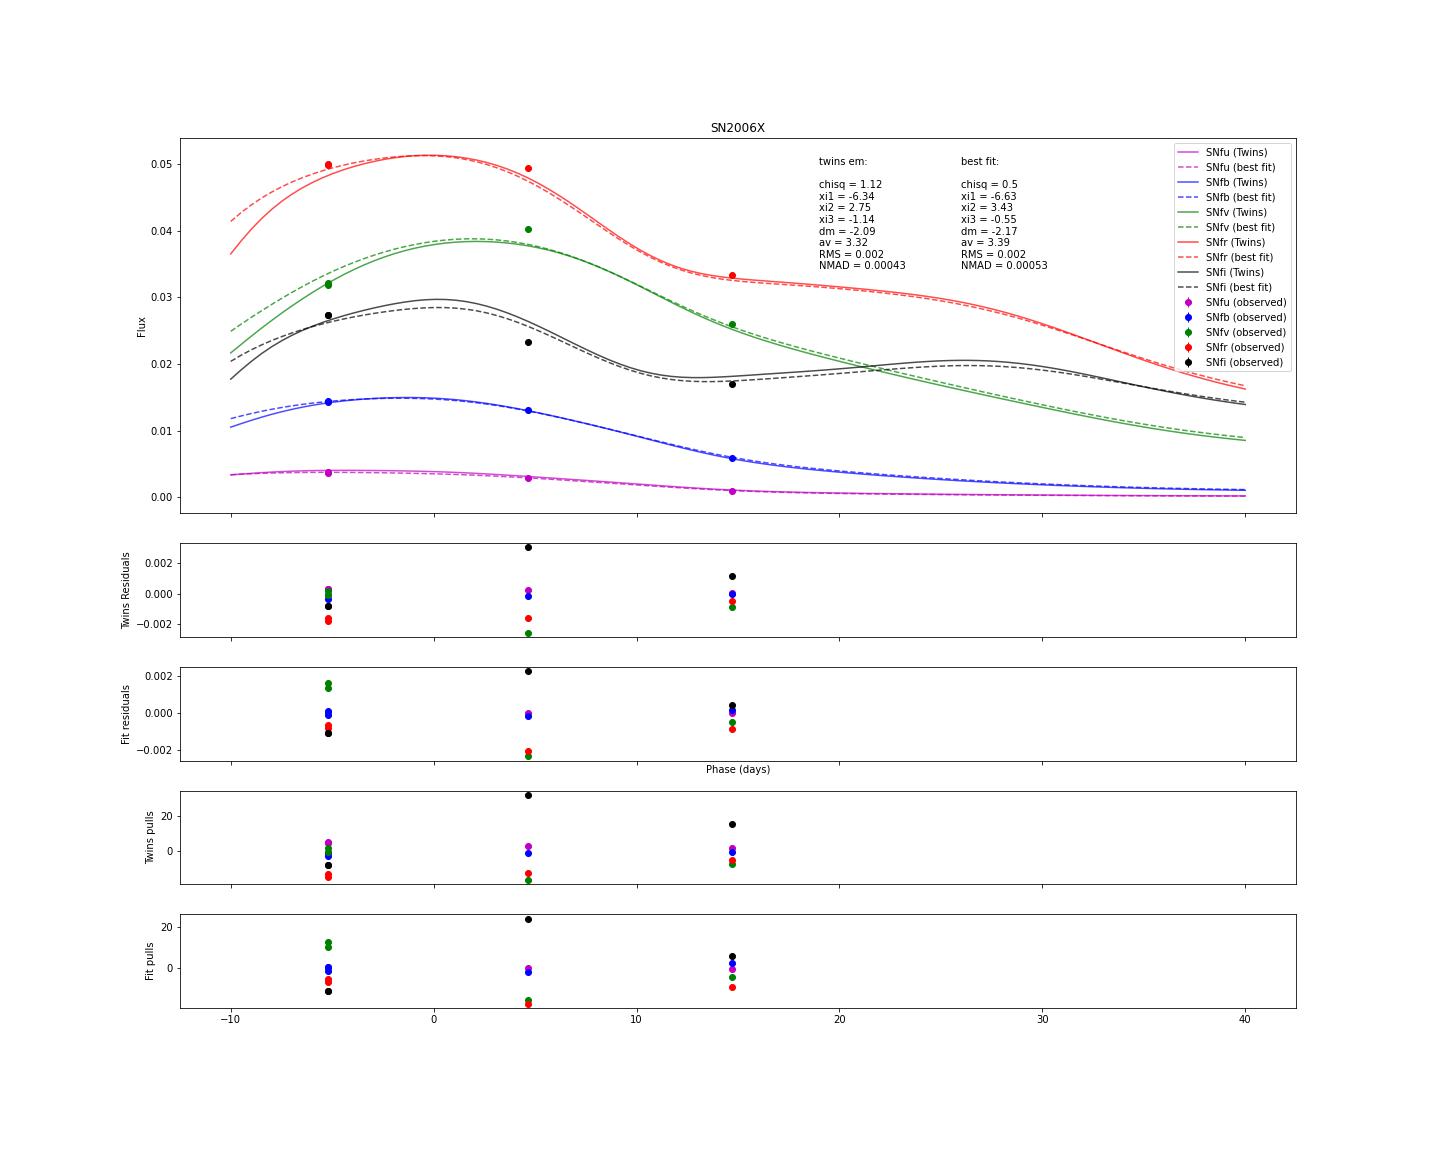 SN2006X
0.05
0.04
0.03
0.02
0.01
0.00
Flux
twins em:
chisq = 1.12
xi1 = -6.34
xi2 = 2.75
xi3 = -1.14
dm = -2.09
av = 3.32
RMS = 0.002
NMAD = 0.00043
best fit:
chisq = 0.5
xi1 = -6.63
xi2 = 3.43
xi3 = -0.55
dm = -2.17
av = 3.39
RMS = 0.002
NMAD = 0.00053
SNfu (Twins)
SNfu (best fit)
SNfb (Twins)
SNfb (best fit)
SNfv (Twins)
SNfv (best fit)
SNfr (Twins)
SNfr (best fit)
SNfi (Twins)
SNfi (best fit)
SNfu (observed)
SNfb (observed)
SNfv (observed)
SNfr (observed)
SNfi (observed)
0.002
0.000
−0.002
Twins Residuals
0.002
0.000
−0.002
Fit residuals
Phase (days)
20
0
Twins pulls
20
0
Fit pulls
−10
0
10
20
30
40